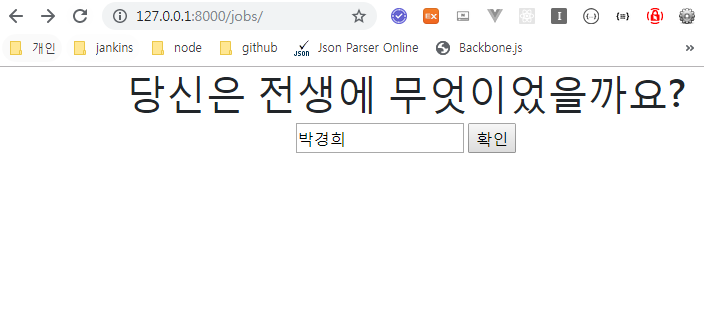 127.0.0.1:8000/jobs/
개인 jankins node github JSON Json Parser Online Backbone.js »
당신은 전생에 무엇이었을까요?
박경희 확인